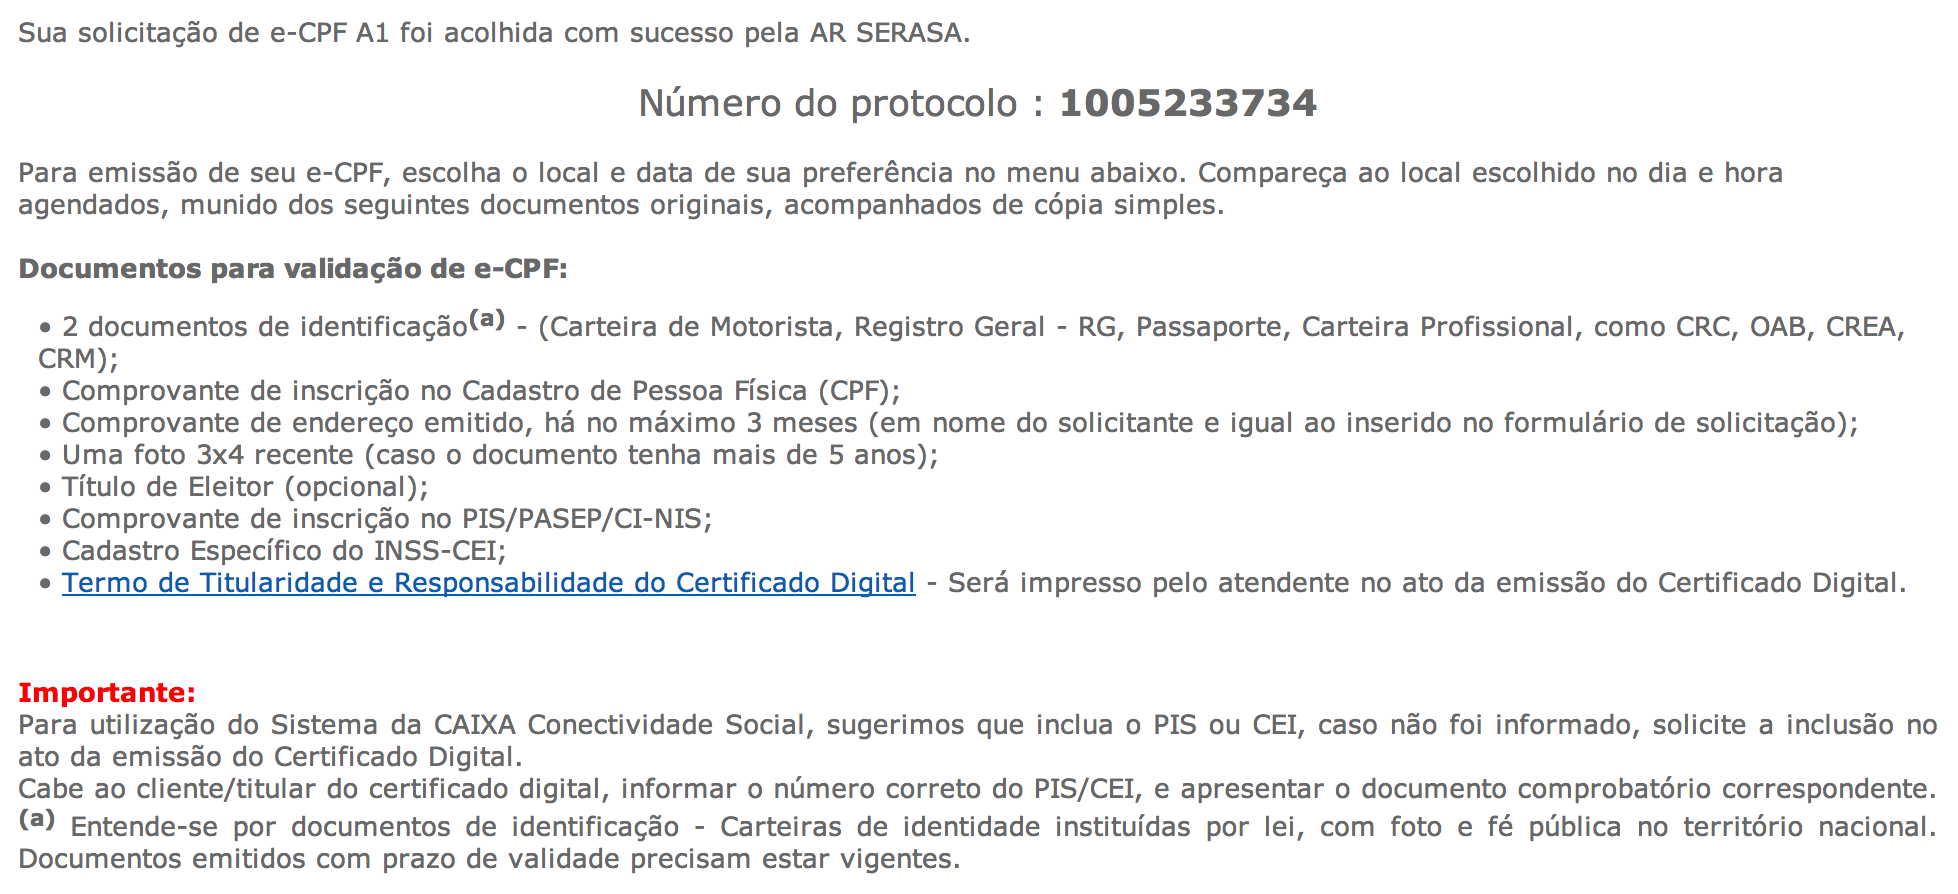 Sua solicitação de e-CPF A1 foi acolhida com sucesso pela AR SERASA.
Número do protocolo : 1005233734
Para emissão de seu e-CPF, escolha o local e data de sua preferência no menu abaixo. Compareça ao local escolhido no dia e hora
agendados, munido dos seguintes documentos originais, acompanhados de cópia simples.
Documentos para validação de e-CPF:
• 2 documentos de identificação(a) - (Carteira de Motorista, Registro Geral - RG, Passaporte, Carteira Profissional, como CRC, OAB, CREA,
CRM);
• Comprovante de inscrição no Cadastro de Pessoa Física (CPF);
• Comprovante de endereço emitido, há no máximo 3 meses (em nome do solicitante e igual ao inserido no formulário de solicitação);
• Uma foto 3x4 recente (caso o documento tenha mais de 5 anos);
• Título de Eleitor (opcional);
• Comprovante de inscrição no PIS/PASEP/CI-NIS;
• Cadastro Específico do INSS-CEI;
• Termo de Titularidade e Responsabilidade do Certificado Digital - Será impresso pelo atendente no ato da emissão do Certificado Digital.
Importante:
Para utilização do Sistema da CAIXA Conectividade Social, sugerimos que inclua o PIS ou CEI, caso não foi informado, solicite a inclusão no
ato da emissão do Certificado Digital.
Cabe ao cliente/titular do certificado digital, informar o número correto do PIS/CEI, e apresentar o documento comprobatório correspondente.
(a) Entende-se por documentos de identificação - Carteiras de identidade instituídas por lei, com foto e fé pública no território nacional.
Documentos emitidos com prazo de validade precisam estar vigentes.